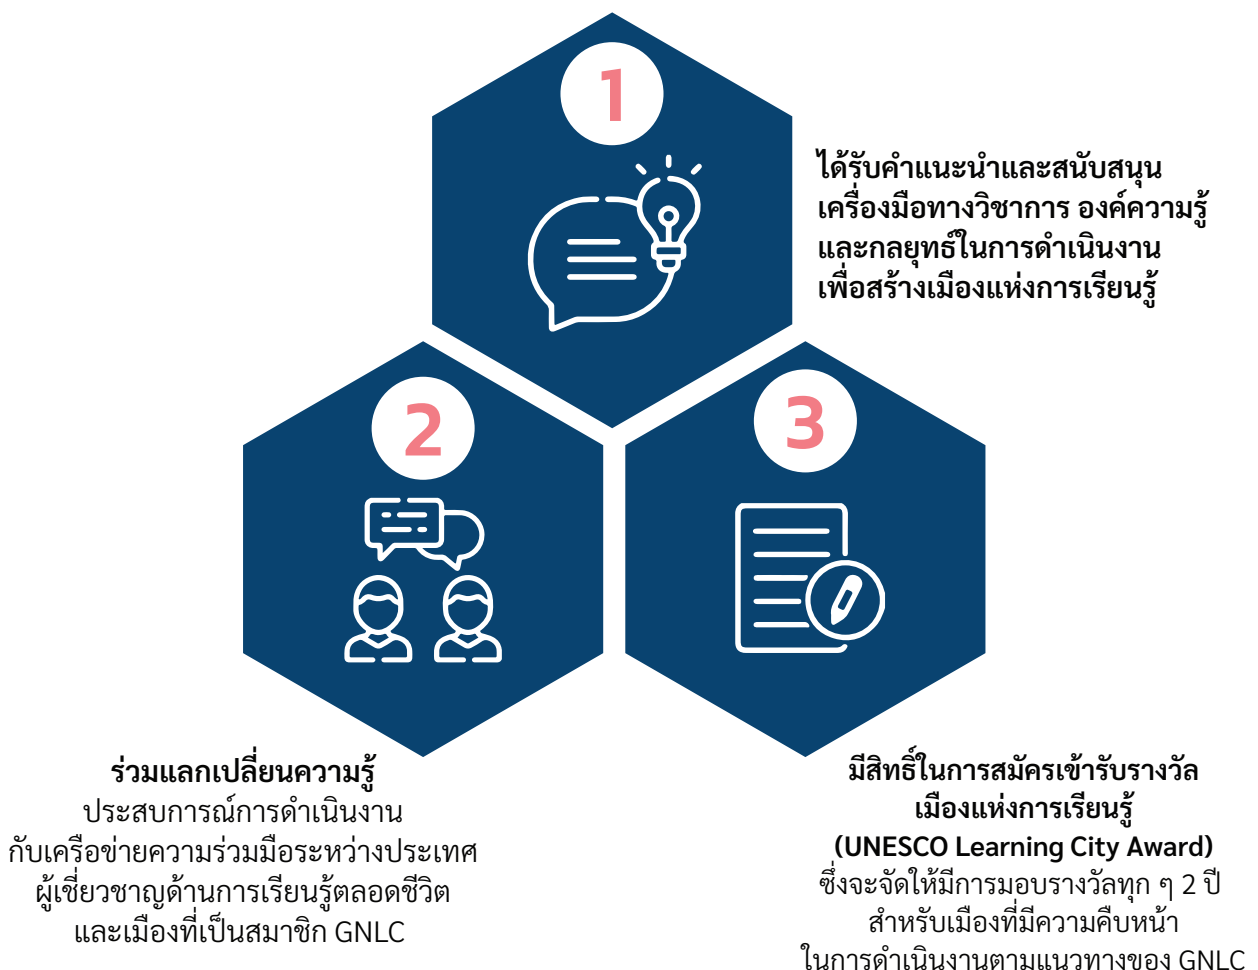 1
ได้รับคำแนะนำและสนับสนุน
เครื่องมือทางวิชาการ องค์ความรู้
และกลยุทธ์ในการดำเนินงาน
เพื่อสร้างเมืองแห่งการเรียนรู้
2
ร่วมแลกเปลี่ยนความรู้
ประสบการณ์การดำเนินงาน
กับเครือข่ายความร่วมมือระหว่างประเทศ
ผู้เชี่ยวชาญด้านการเรียนรู้ตลอดชีวิต
และเมืองที่เป็นสมาชิก GNLC
3
มีสิทธิ์ในการสมัครเข้ารับรางวัล
เมืองแห่งการเรียนรู้
(UNESCO Learning City Award)
ซึ่งจะจัดให้มีการมอบรางวัลทุก ๆ 2 ปี
สำหรับเมืองที่มีความคืบหน้า
ในการดำเนินงานตามแนวทางของ GNLC